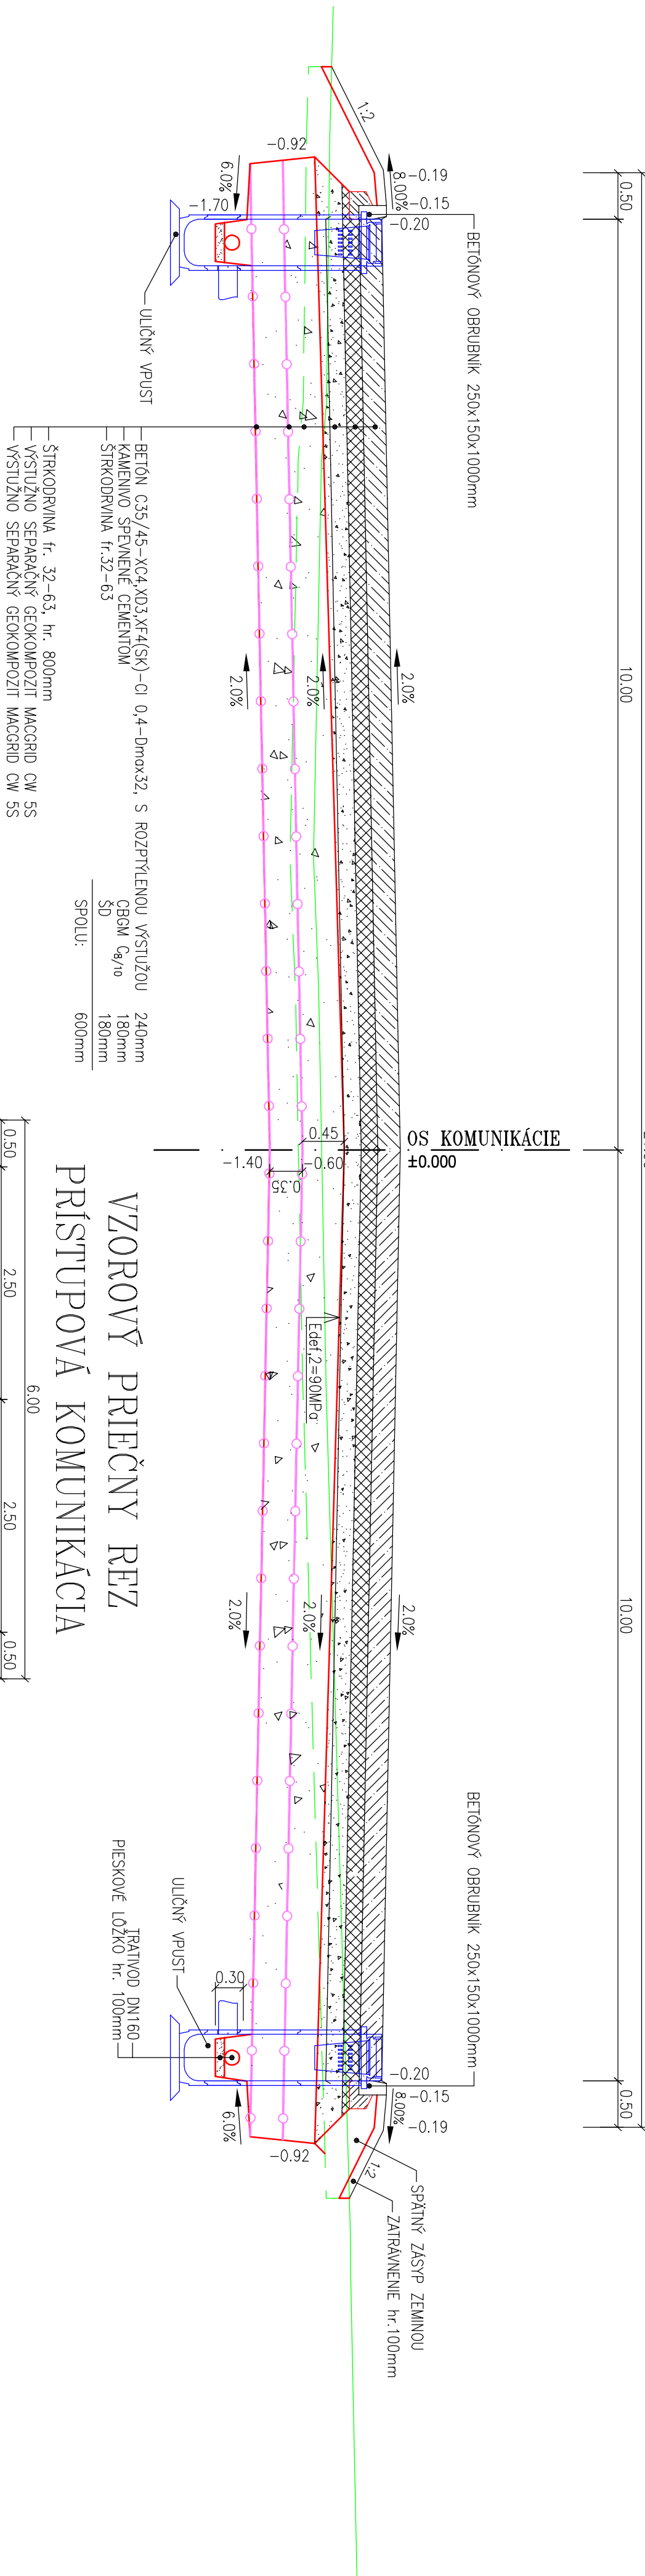 0.50
10.00
10.00
0.50
1:2
8.00%
-0.19
-0.15
-0.20
BETÓNOVÝ OBRUBNÍK 250x150x1000mm
-0.92
6.0%
-1.70
ULIČNÝ VPUST
2.0%
2.0%
2.0%
OS KOMUNIKÁCIE
±0.000
0.45
-0.60
-1.40
0.35
Edef,2=90MPa
2.0%
2.0%
2.0%
BETÓNOVÝ OBRUBNÍK 250x150x1000mm
-0.20
-0.15
8.00%
-0.19
1:2
-0.92
6.0%
0.30
SPÄTNÝ ZÁSYP ZEMINOU
ZATRÁVNENIE hr.100mm
ULIČNÝ VPUST
TRATIVOD DN160
PIESKOVÉ LÔŽKO hr. 100mm
BETÓN C35/45-XC4,XD3,XF4(SK)-Cl 0,4-Dmax32, S ROZPTÝLENOU VÝSTUŽOU 240mm
KAMENIVO SPEVNENÉ CEMENTOM CBGM C8/10 180mm
ŠTRKODRVINA fr.32-63 ŠD 180mm
SPOLU: 600mm
ŠTRKODRVINA fr. 32-63, hr. 800mm
VÝSTUŽNO SEPARAČNÝ GEOKOMPOZIT MACGRID CW 5S
VÝSTUŽNO SEPARAČNÝ GEOKOMPOZIT MACGRID CW 5S
VZOROVÝ PRIEČNY REZ
PRÍSTUPOVÁ KOMUNIKÁCIA
6.00
0.50
2.50
2.50
0.50